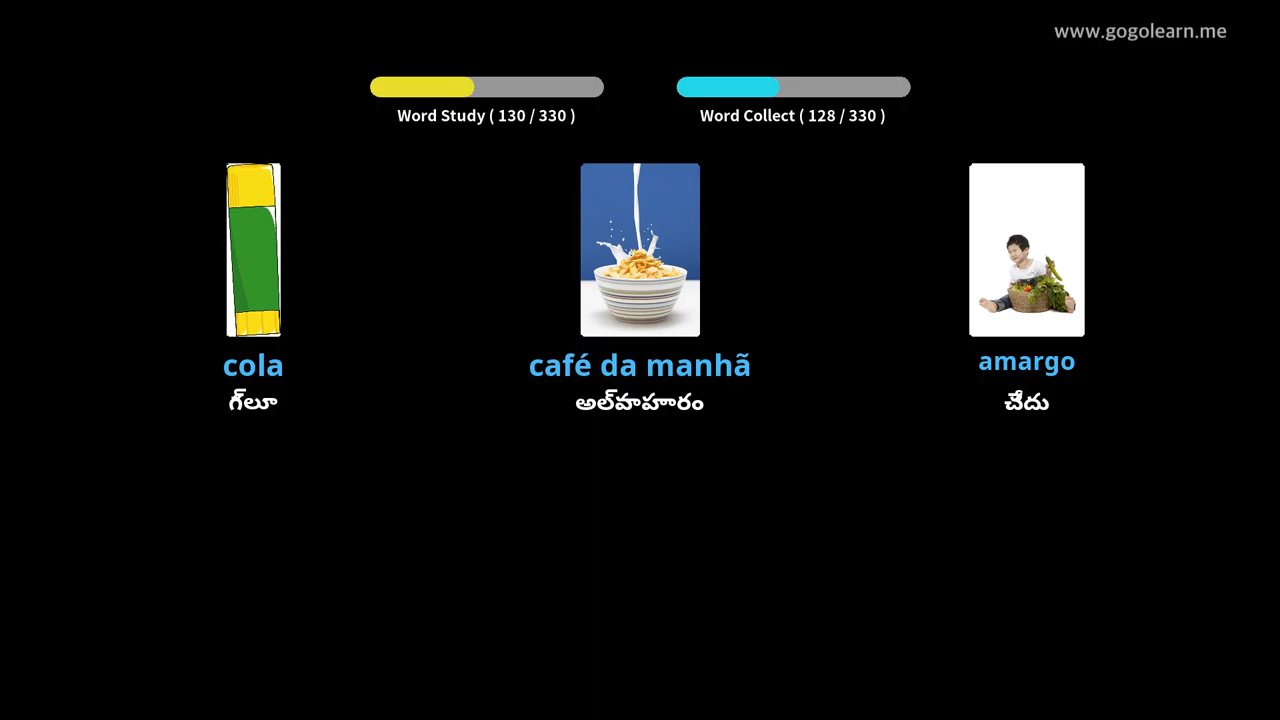 www.gogolearn.me
Word Study ( 130 / 330 )
Word Collect ( 128 / 330 )
cola
café da manhã
amargo
గ్‌లూ
అల్‌వాహారం
చేదు